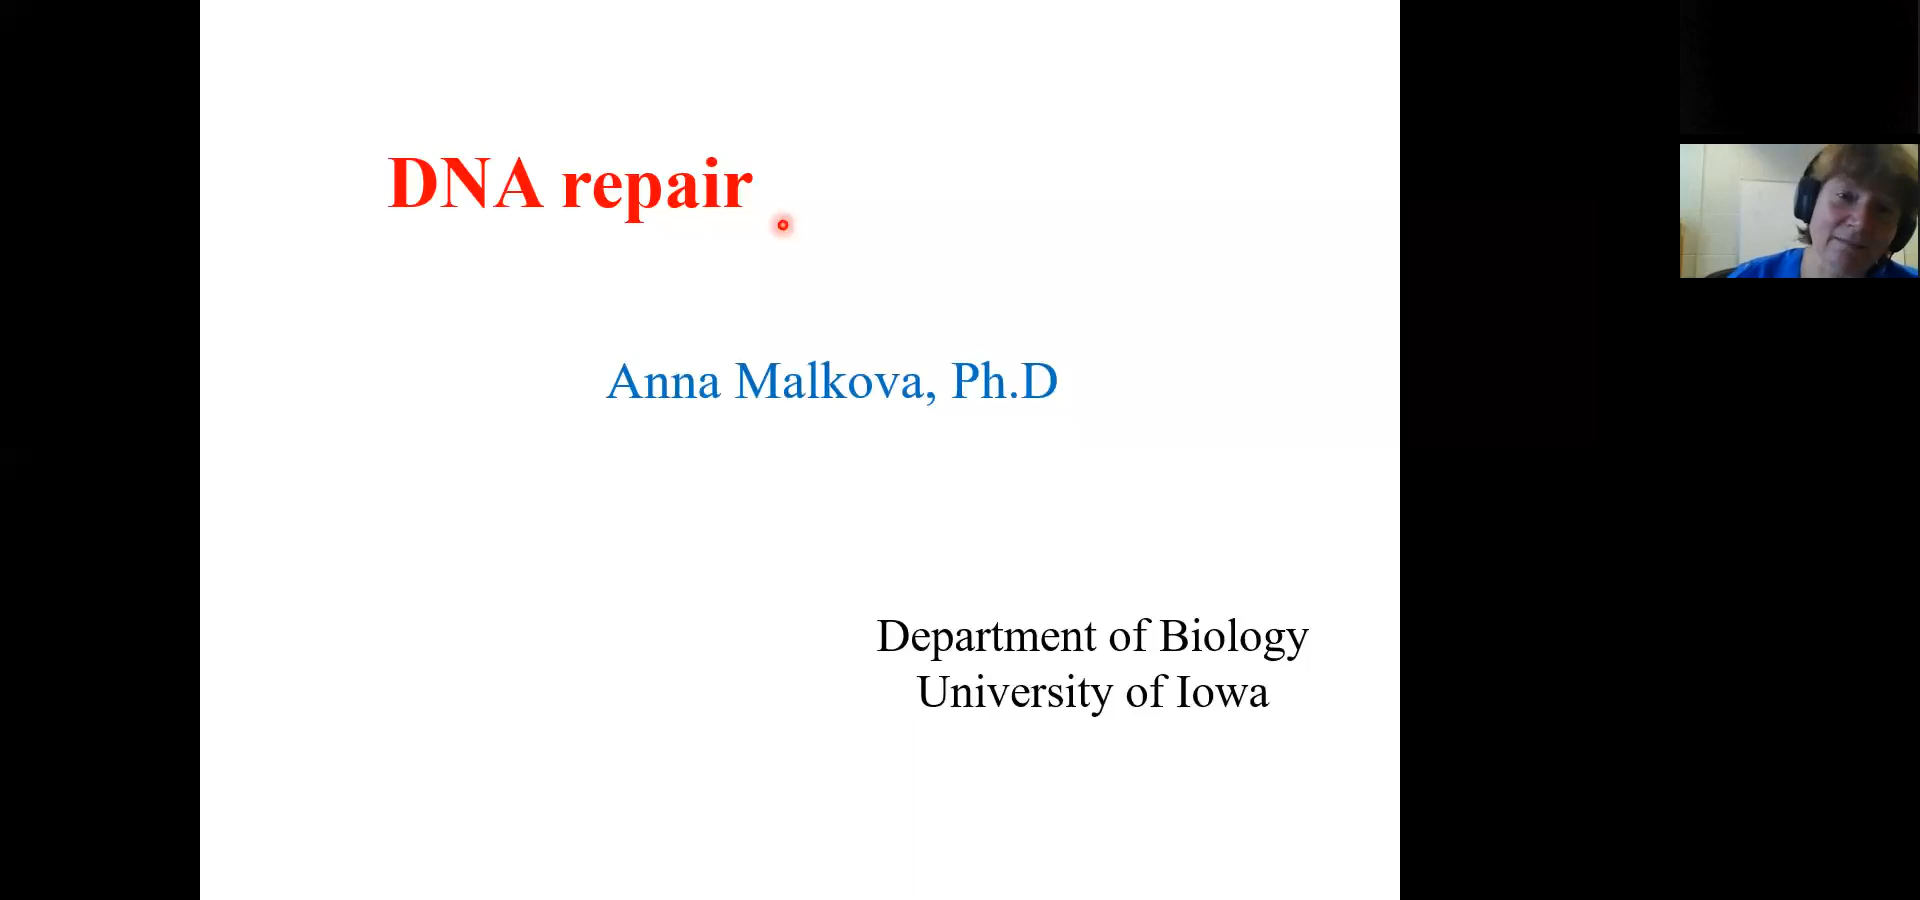 DNA repair
Anna Malkova, Ph.D
Department of Biology
University of Iowa